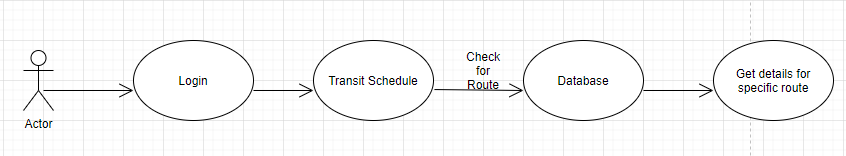 Actor
Login
Transit Schedule
Check
for
Route
Database
Get details for
specific route